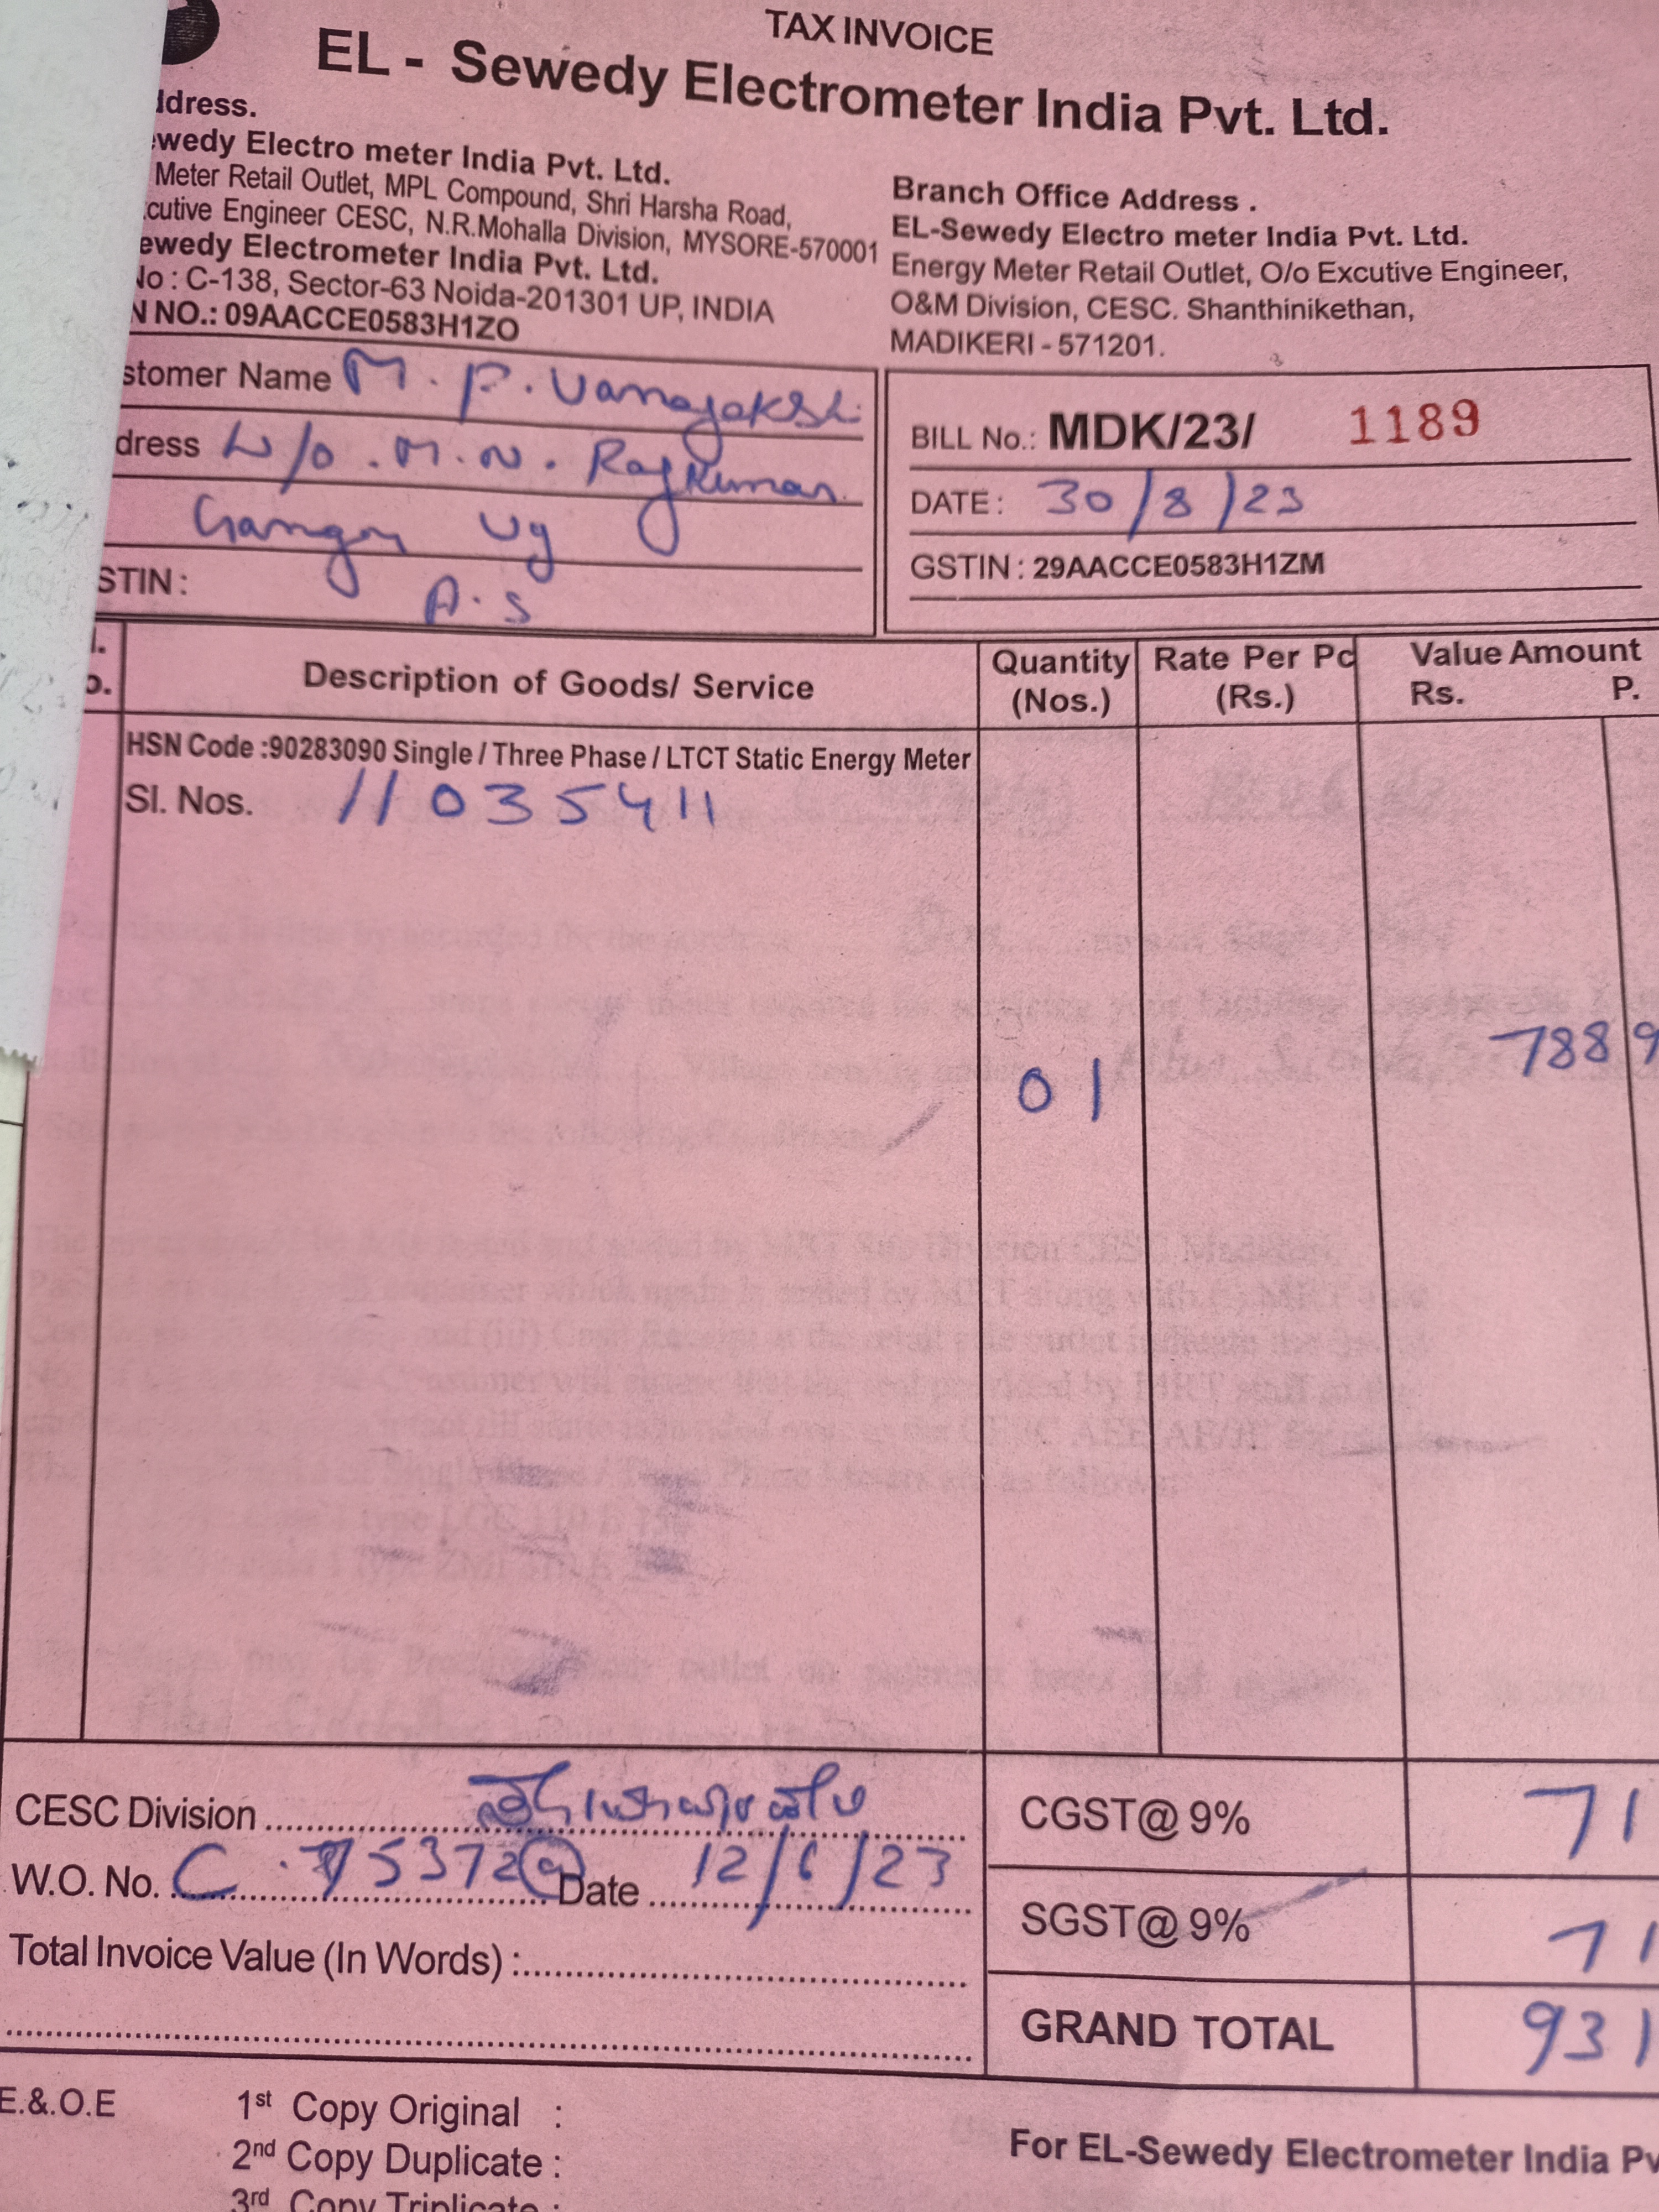 TAX INVOICE
EL - Sewedy Electrometer India Pvt. Ltd.
ddress.
ewedy Electro meter India Pvt. Ltd.
Meter Retail Outlet, MPL Compound, Shri Harsha Road,
cutive Engineer CESC, N.R.Mohalla Division, MYSORE-570001
ewedy Electrometer India Pvt. Ltd.
No : C-138, Sector-63 Noida-201301 UP, INDIA
N NO.: 09AACCE0583H1ZO
Branch Office Address .
EL-Sewedy Electro meter India Pvt. Ltd.
Energy Meter Retail Outlet, O/o Excutive Engineer,
O&M Division, CESC. Shanthinikethan,
MADIKERI - 571201.
stomer Name M. P. Vanajakshi
dress W/o . M. N. Rajkumar
A.S
STIN :
BILL No.: MDK/23/ 1189
DATE : 30/8/23
GSTIN : 29AACCE0583H1ZM
Description of Goods/ Service
Quantity (Nos.)
Rate Per Pc (Rs.)
Value Amount
Rs. P.
HSN Code :90283090 Single / Three Phase / LTCT Static Energy Meter
Sl. Nos. 11035411
01
788 9
CESC Division
W.O. No. Date 12/6/23
Total Invoice Value (In Words) :
CGST@ 9% 71
SGST@ 9% 71
GRAND TOTAL 931
E.&.O.E
1st Copy Original :
2nd Copy Duplicate :
3rd Copy Triplicate :
For EL-Sewedy Electrometer India Pv